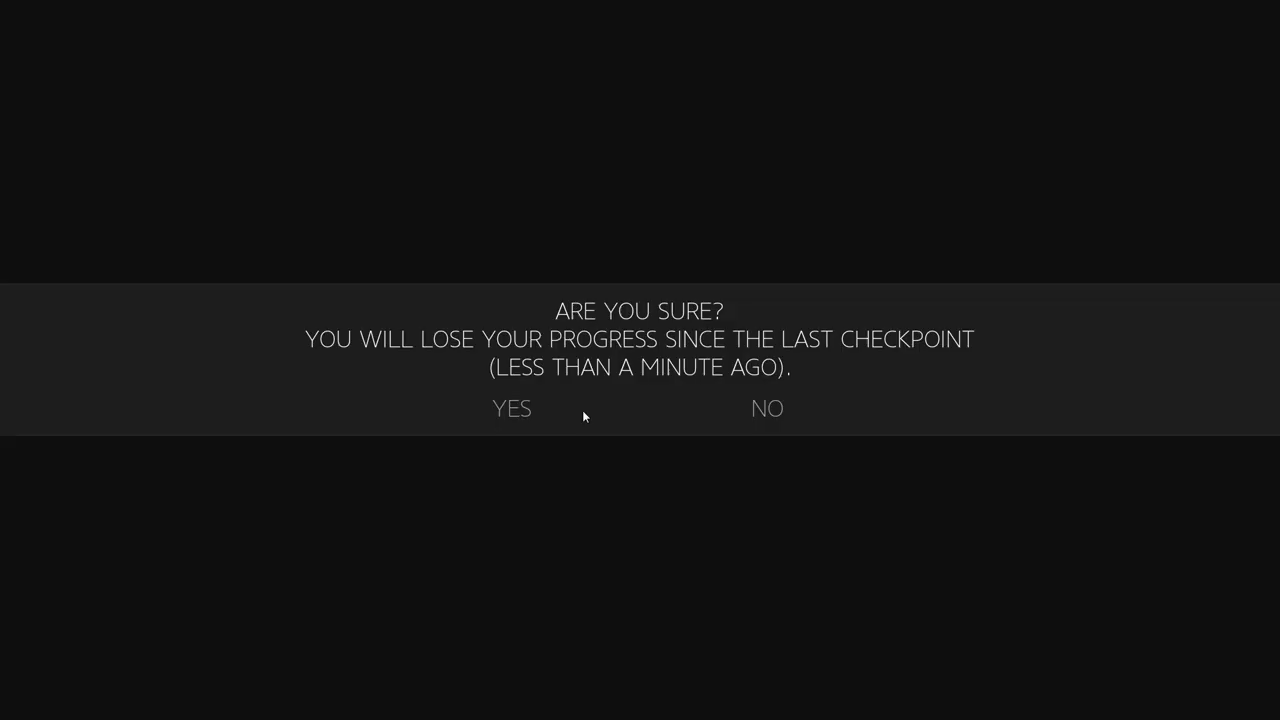 ARE YOU SURE?
YOU WILL LOSE YOUR PROGRESS SINCE THE LAST CHECKPOINT
(LESS THAN A MINUTE AGO).
YES NO